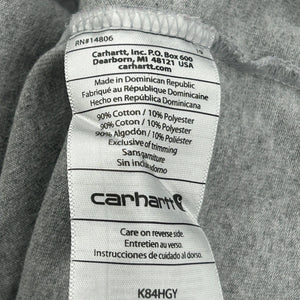 RN#14806
Carhartt, Inc. P.O. Box 600
Dearborn, MI 48121 USA
carhartt.com
Made in Dominican Republic
Fabriqué au République Dominicaine
Hecho en República Dominicana
90% Cotton / 10% Polyester
90% Coton / 10% Polyester
90% Algodón / 10% Poliéster
Exclusive of trimming
Sans garniture
Sin incl
dorno
carhartt
Care on reverse side.
Entretien au verso.
Instrucciones de cuidado al dorso.
K84HGY